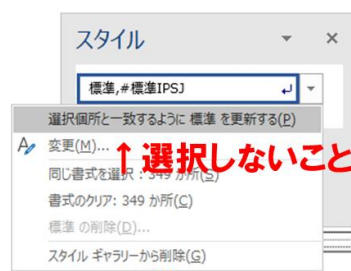 スタイル
標準,#標準IPSJ
選択個所と一致するように 標準 を更新する(P)
変更(M)...
↑選択しないこと
同じ書式を選択 : 349 か所(S)
書式のクリア: 349 か所(C)
標準 の削除(D)...
スタイル ギャラリーから削除(G)